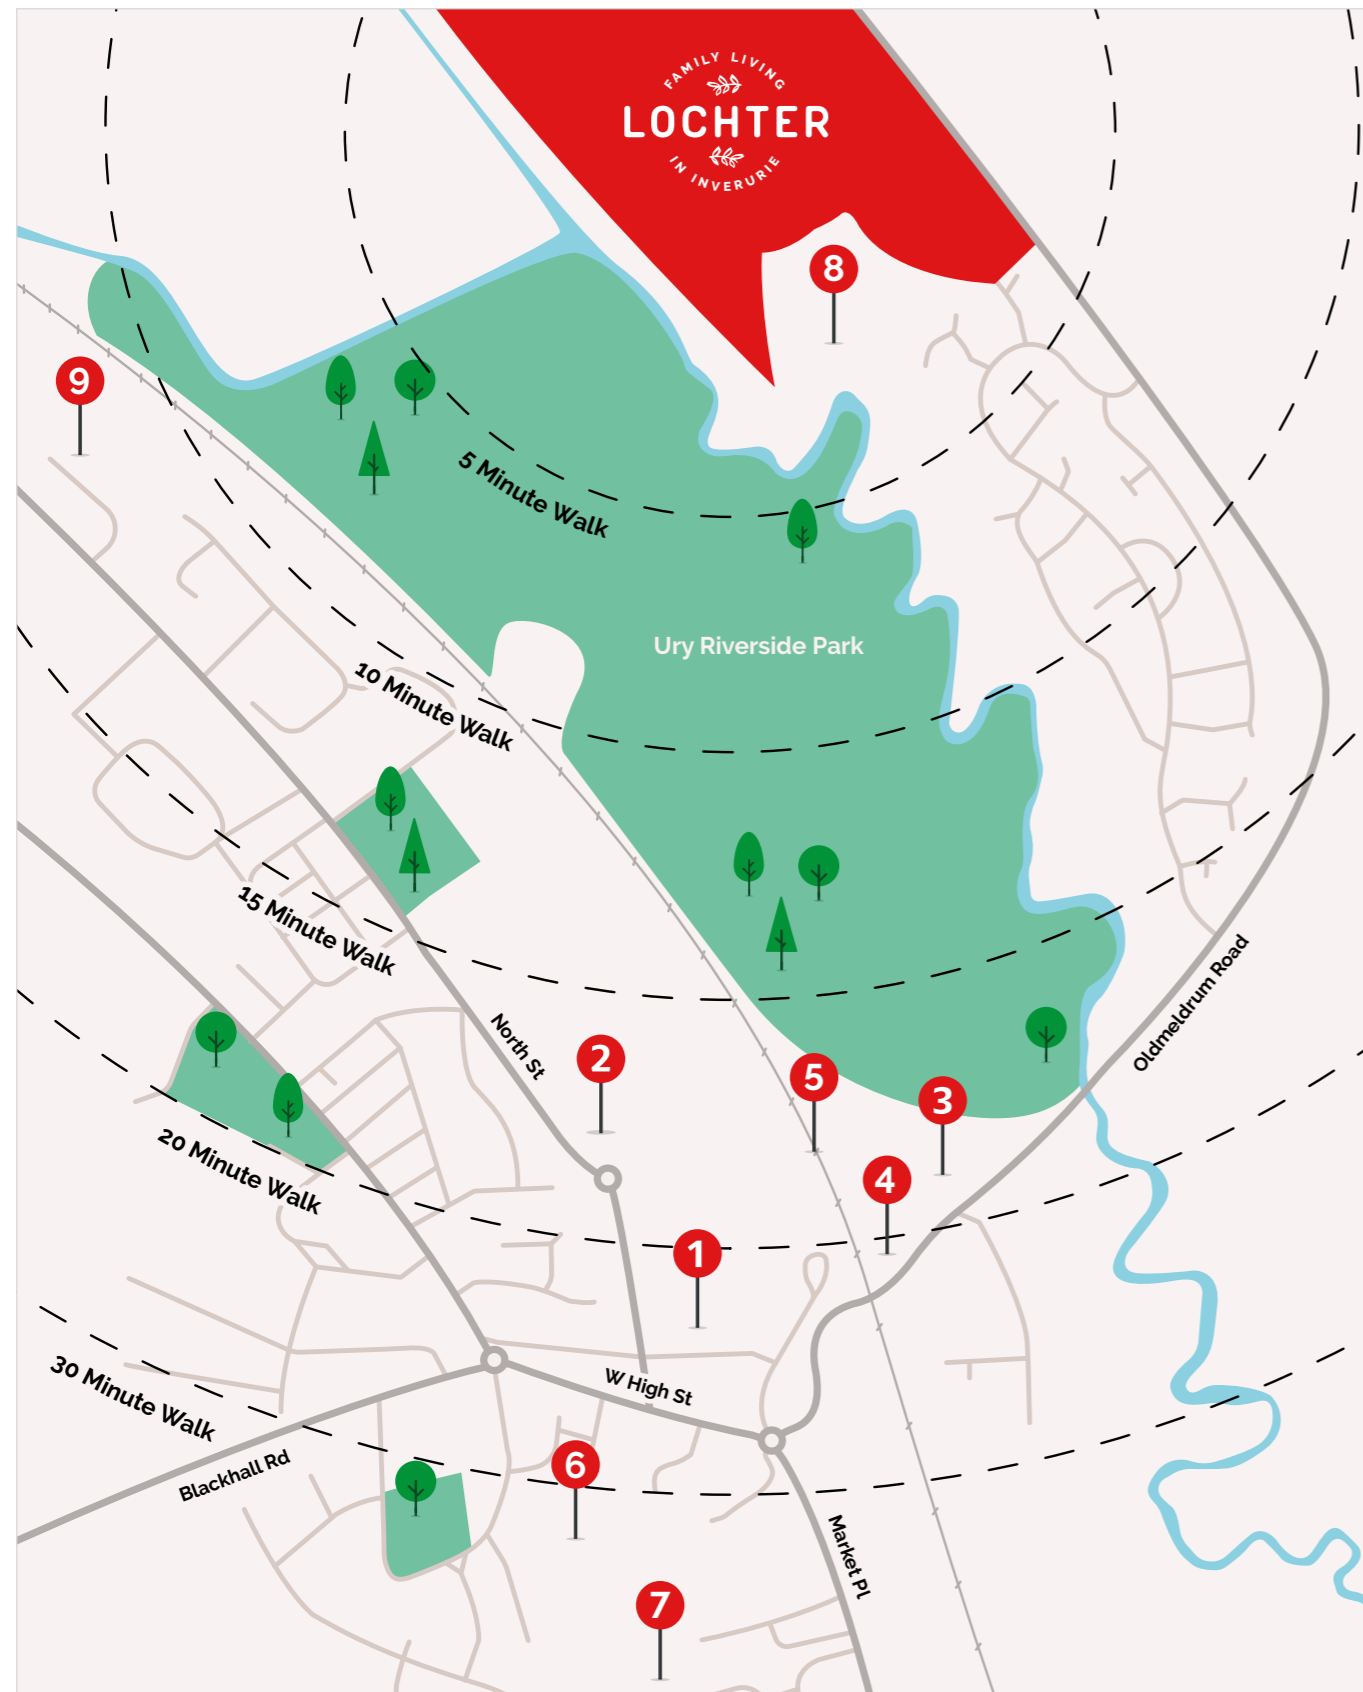 FAMILY LIVING
LOCHTER
IN INVERURIE
8
9
5 Minute Walk
Ury Riverside Park
10 Minute Walk
15 Minute Walk
Oldmeldrum Road
North St
2
5
3
20 Minute Walk
4
1
30 Minute Walk
W High St
Blackhall Rd
6
Market Pl
7